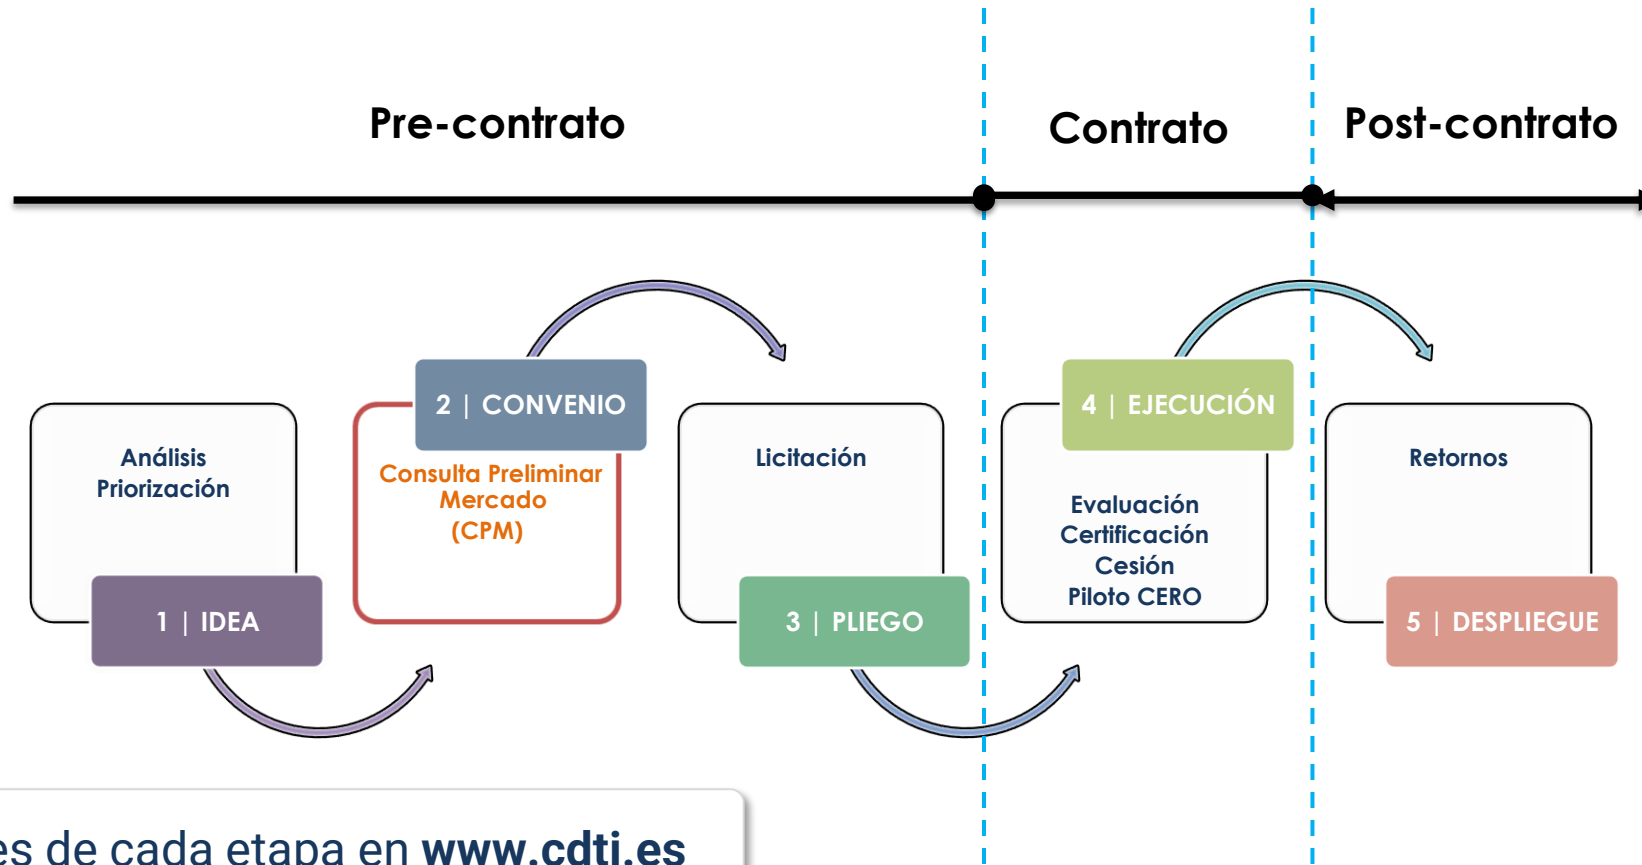 Pre-contrato
Contrato
Post-contrato
Análisis
Priorización
1 | IDEA
2 | CONVENIO
Consulta Preliminar
Mercado
(CPM)
Licitación
3 | PLIEGO
4 | EJECUCIÓN
Evaluación
Certificación
Cesión
Piloto CERO
Retornos
5 | DESPLIEGUE
es de cada etapa en www.cdti.es